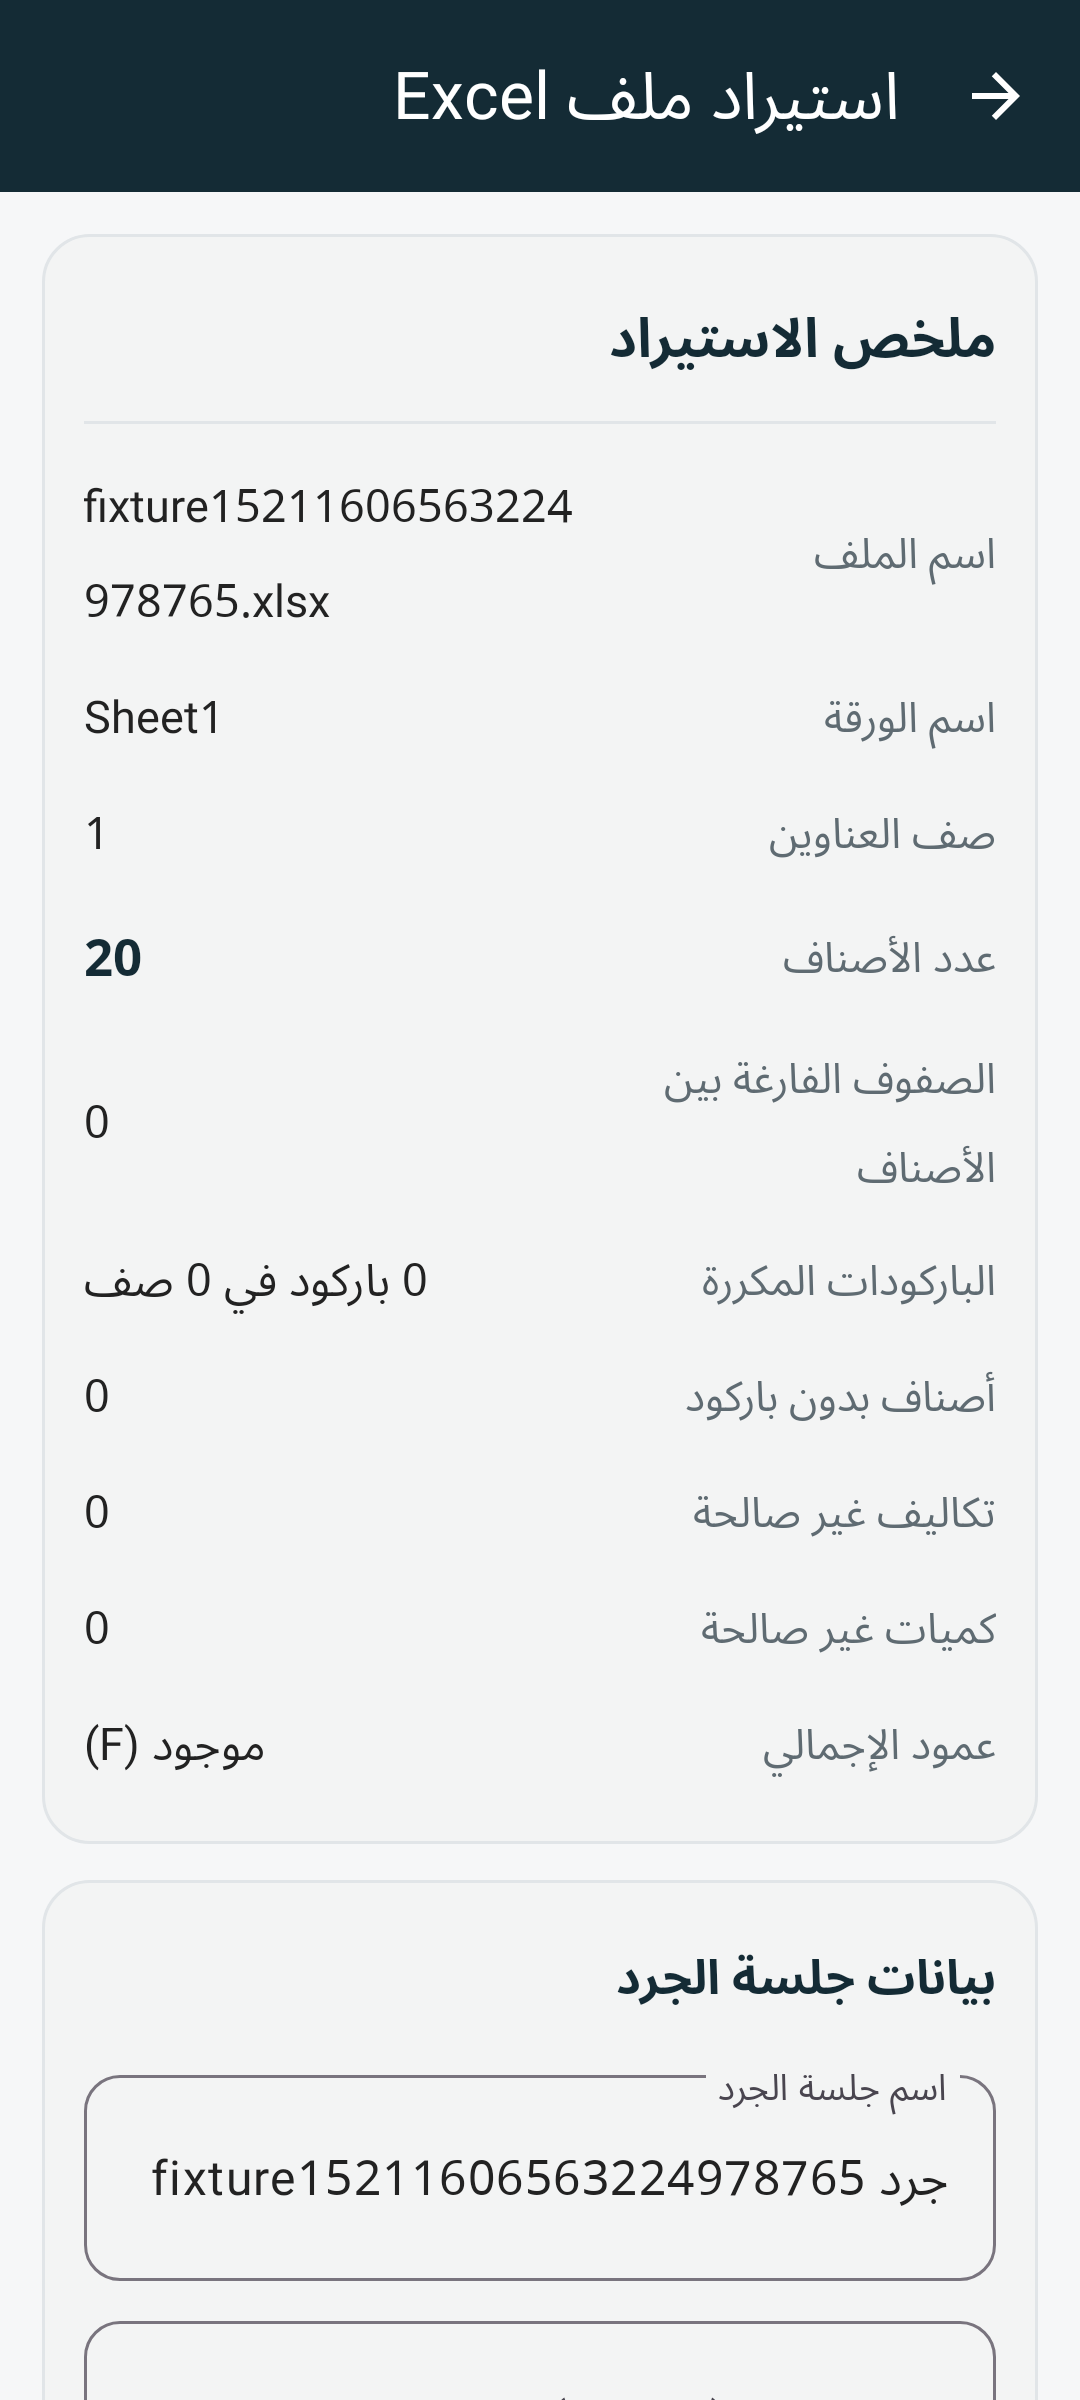 استيراد ملف Excel
ملخص الاستيراد
اسم الملف
fixture15211606563224
978765.xlsx
اسم الورقة
Sheet1
صف العناوين
1
عدد الأصناف
20
الصفوف الفارغة بين
الأصناف
0
الباركودات المكررة
0 باركود في 0 صف
أصناف بدون باركود
0
تكاليف غير صالحة
0
كميات غير صالحة
0
عمود الإجمالي
موجود (F)
بيانات جلسة الجرد
اسم جلسة الجرد
جرد fixture15211606563224978765